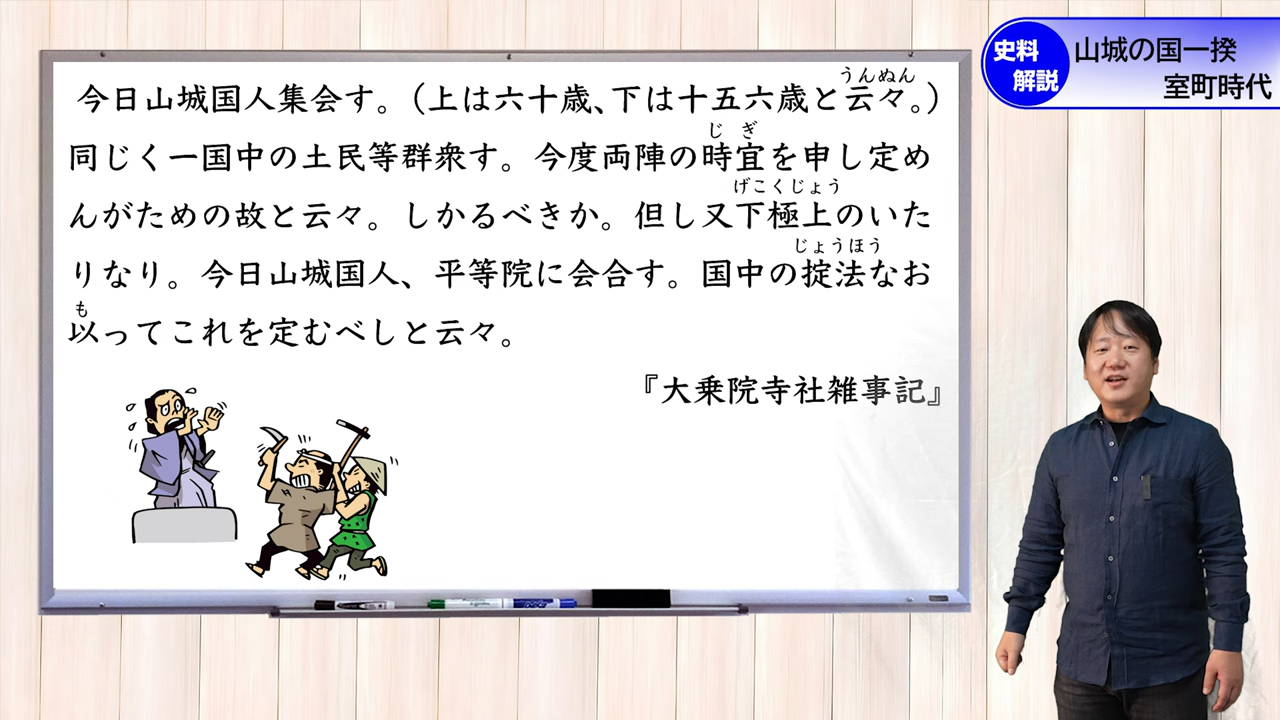 史料
解説
山城の国一揆
室町時代
うんぬん
今日山城国人集会す。（上は六十歳、下は十五六歳と云々。）
じぎ
同じく一国中の土民等群衆す。今度両陣の時宜を申し定め
げこくじょう
んがための故と云々。しかるべきか。但し又下極上のいた
じょうほう
りなり。今日山城国人、平等院に会合す。国中の掟法なお
も
以ってこれを定むべしと云々。
『大乗院寺社雑事記』